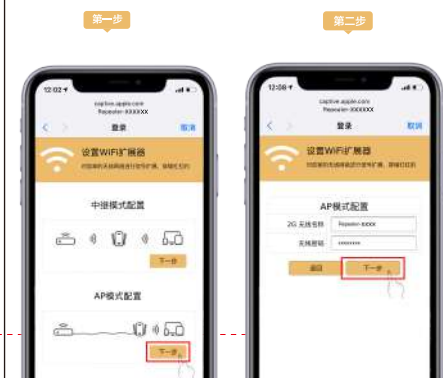 第一步
12:02
captive.apple.com
Repeater-XXXXXX
登录
取消
设置WiFi扩展器
中继模式配置
下一步
AP模式配置
下一步
第二步
12:08
captive.apple.com
Repeater-XXXXXX
登录
取消
设置WiFi扩展器
AP模式配置
2G 无线名称
Repeater-XXXX
无线密码
返回
下一步